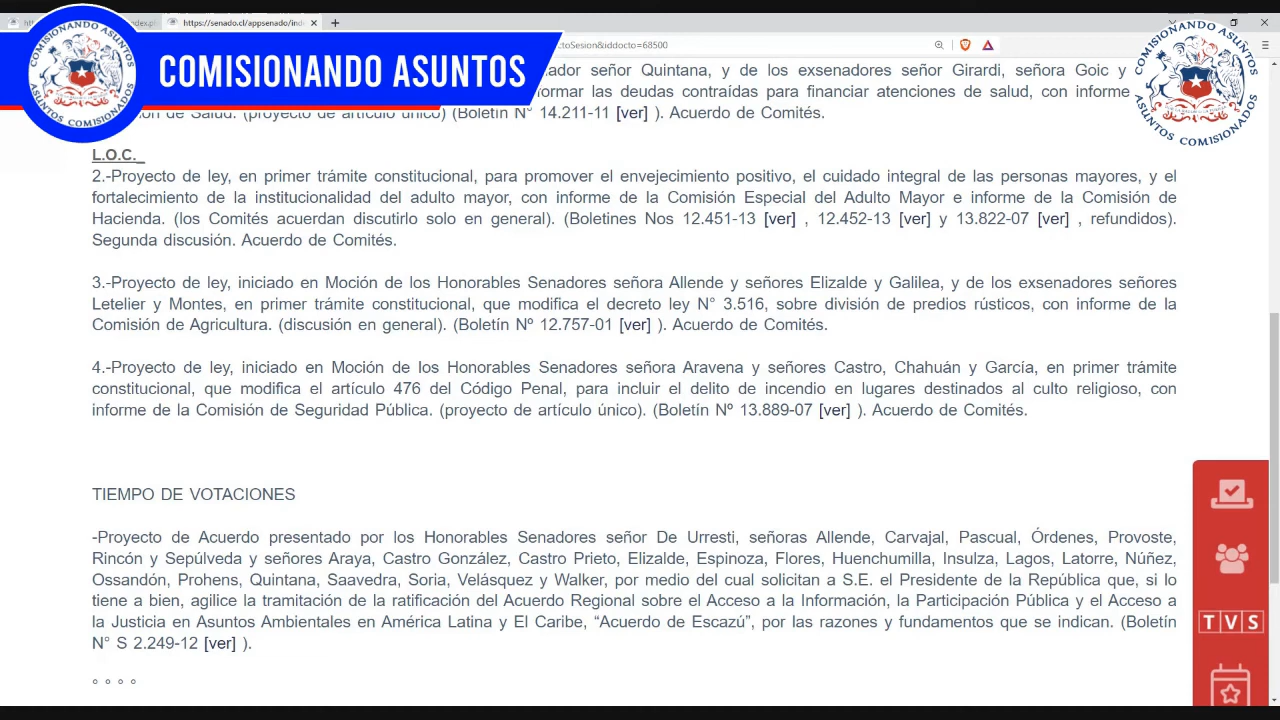 https://senado.cl/appsenado/ind
ctoSesion&iddocto=68500
COMISIONANDO ASUNTOS
COMISIONANDO ASUNTOS
ASUNTOS COMISIONADOS
COMISIONANDO ASUNTOS
ASUNTOS COMISIONADOS
ador señor Quintana, y de los exsenadores señor Girardi, señora Goic y
formar las deudas contraídas para financiar atenciones de salud, con informe
de Salud. (proyecto de artículo único) (Boletín N° 14.211-11 [ver] ). Acuerdo de Comités.
L.O.C._
2.-Proyecto de ley, en primer trámite constitucional, para promover el envejecimiento positivo, el cuidado integral de las personas mayores, y el
fortalecimiento de la institucionalidad del adulto mayor, con informe de la Comisión Especial del Adulto Mayor e informe de la Comisión de
Hacienda. (los Comités acuerdan discutirlo solo en general). (Boletines Nos 12.451-13 [ver] , 12.452-13 [ver] y 13.822-07 [ver] , refundidos).
Segunda discusión. Acuerdo de Comités.
3.-Proyecto de ley, iniciado en Moción de los Honorables Senadores señora Allende y señores Elizalde y Galilea, y de los exsenadores señores
Letelier y Montes, en primer trámite constitucional, que modifica el decreto ley N° 3.516, sobre división de predios rústicos, con informe de la
Comisión de Agricultura. (discusión en general). (Boletín Nº 12.757-01 [ver] ). Acuerdo de Comités.
4.-Proyecto de ley, iniciado en Moción de los Honorables Senadores señora Aravena y señores Castro, Chahuán y García, en primer trámite
constitucional, que modifica el artículo 476 del Código Penal, para incluir el delito de incendio en lugares destinados al culto religioso, con
informe de la Comisión de Seguridad Pública. (proyecto de artículo único). (Boletín Nº 13.889-07 [ver] ). Acuerdo de Comités.
TIEMPO DE VOTACIONES
-Proyecto de Acuerdo presentado por los Honorables Senadores señor De Urresti, señoras Allende, Carvajal, Pascual, Órdenes, Provoste,
Rincón y Sepúlveda y señores Araya, Castro González, Castro Prieto, Elizalde, Espinoza, Flores, Huenchumilla, Insulza, Lagos, Latorre, Núñez,
Ossandón, Prohens, Quintana, Saavedra, Soria, Velásquez y Walker, por medio del cual solicitan a S.E. el Presidente de la República que, si lo
tiene a bien, agilice la tramitación de la ratificación del Acuerdo Regional sobre el Acceso a la Información, la Participación Pública y el Acceso a
la Justicia en Asuntos Ambientales en América Latina y El Caribe, “Acuerdo de Escazú”, por las razones y fundamentos que se indican. (Boletín
N° S 2.249-12 [ver] ).
° ° ° °
TVS